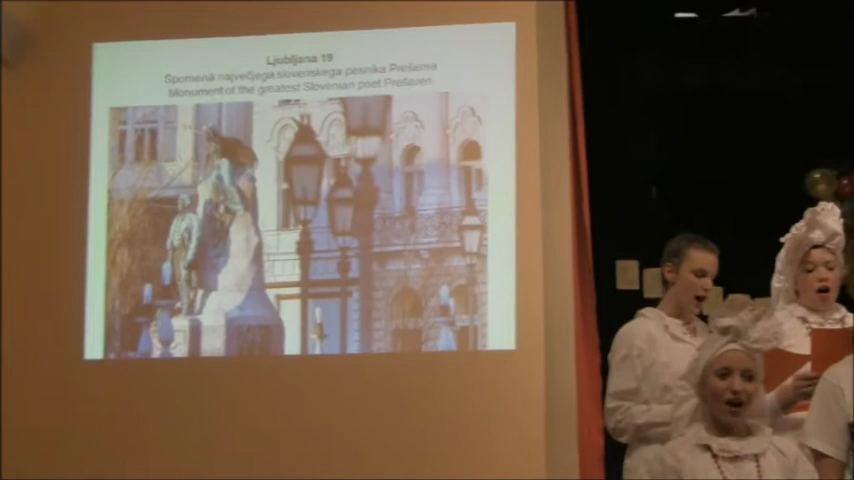 Ljubljana 19
Spomenik največjega slovenskega pesnika Prešerna
Monument of the greatest Slovenian poet Prešeren